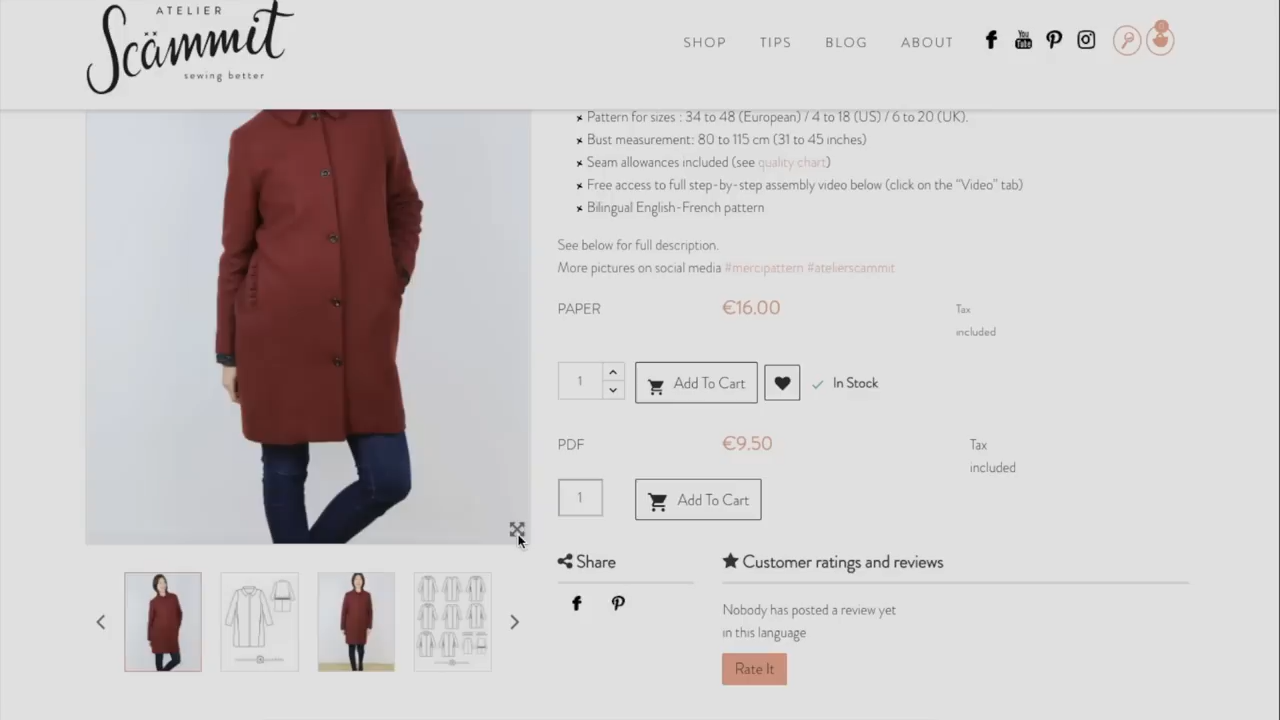 ATELIER
Scämmit
sewing better
SHOP TIPS BLOG ABOUT
You Tube
0
Pattern for sizes : 34 to 48 (European) / 4 to 18 (US) / 6 to 20 (UK).
Bust measurement: 80 to 115 cm (31 to 45 inches)
Seam allowances included (see quality chart)
Free access to full step-by-step assembly video below (click on the "Video" tab)
Bilingual English-French pattern
See below for full description.
More pictures on social media #mercipattern #atelierscammit
PAPER €16.00 Tax
included
1 Add To Cart In Stock
PDF €9.50 Tax
included
1 Add To Cart
Share Customer ratings and reviews
Nobody has posted a review yet
in this language
Rate It